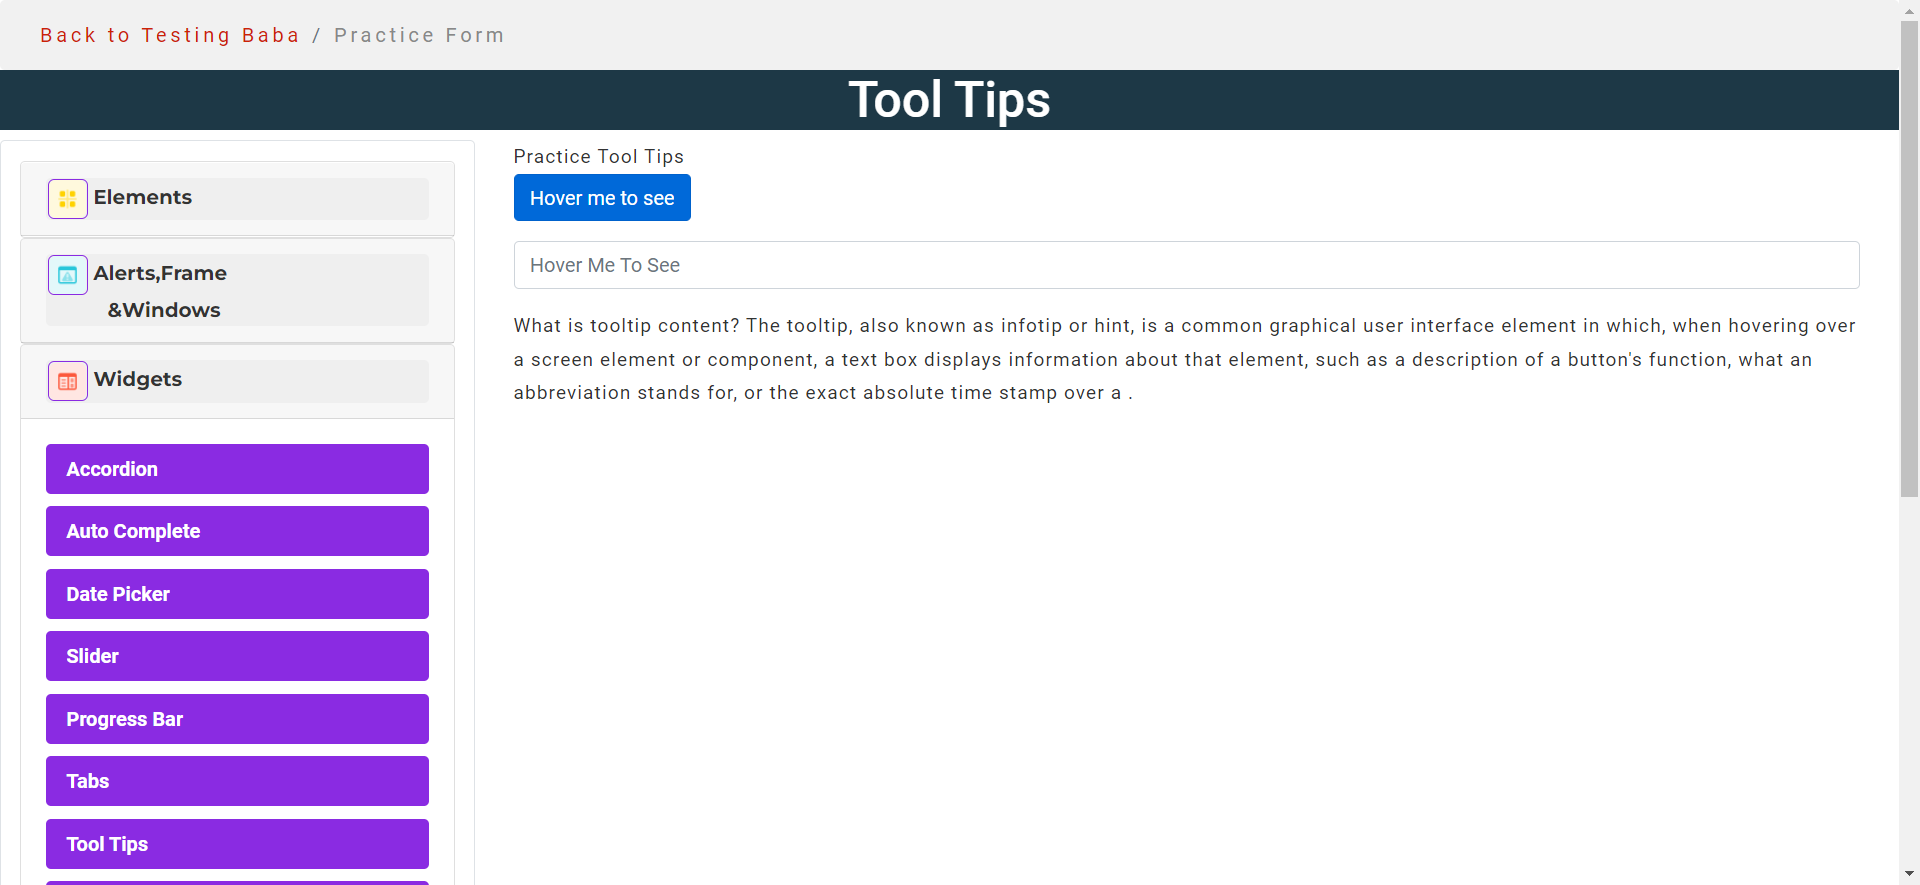 Back to Testing Baba / Practice Form
Tool Tips
Elements
Alerts,Frame
&Windows
Widgets
Accordion
Auto Complete
Date Picker
Slider
Progress Bar
Tabs
Tool Tips
Practice Tool Tips
Hover me to see
Hover Me To See
What is tooltip content? The tooltip, also known as infotip or hint, is a common graphical user interface element in which, when hovering over
a screen element or component, a text box displays information about that element, such as a description of a button's function, what an
abbreviation stands for, or the exact absolute time stamp over a .